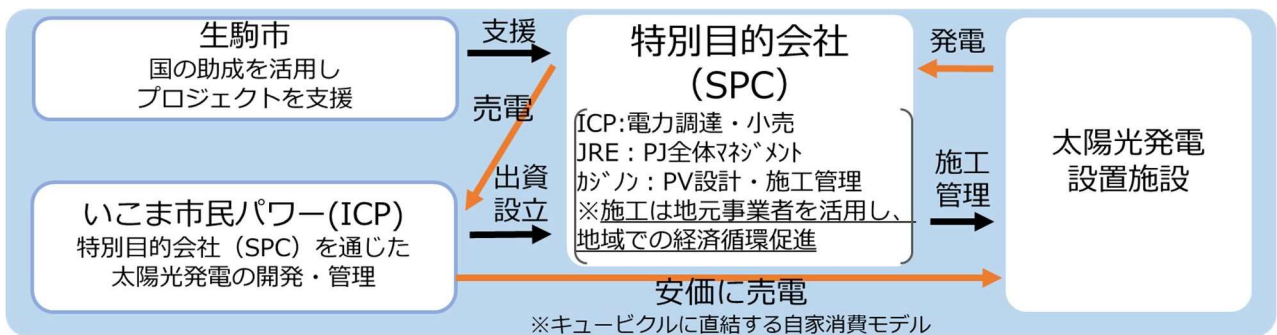 生駒市
国の助成を活用し
プロジェクトを支援
支援
売電
いこま市民パワー(ICP)
特別目的会社（SPC）を通じた
太陽光発電の開発・管理
出資
設立
特別目的会社
（SPC）
ICP:電力調達・小売
JRE：PJ全体ﾏﾈｼﾞﾒﾝﾄ
ｶｼﾞﾉﾝ：PV設計・施工管理
※施工は地元事業者を活用し、
地域での経済循環促進
発電
施工
管理
太陽光発電
設置施設
安価に売電
※キュービクルに直結する自家消費モデル